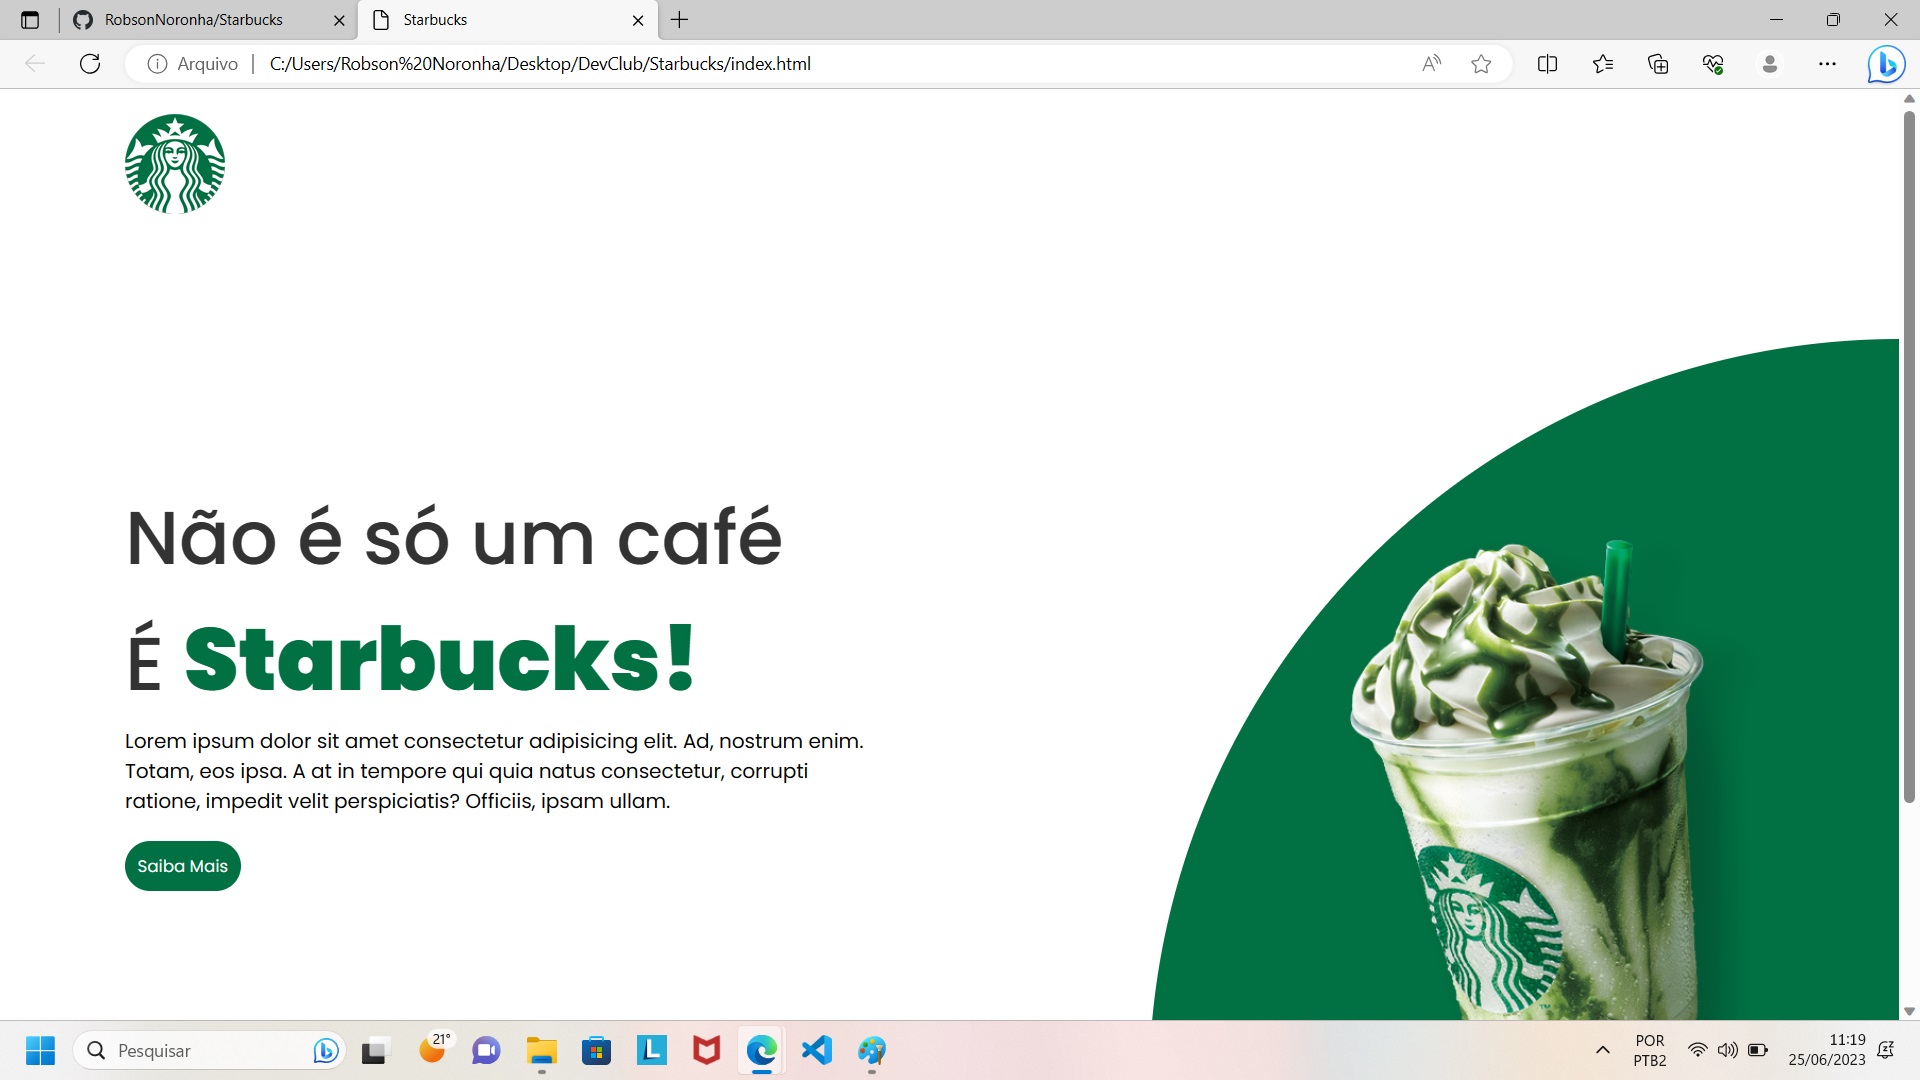 RobsonNoronha/Starbucks
Starbucks
Arquivo
C:/Users/Robson%20Noronha/Desktop/DevClub/Starbucks/index.html
Não é só um café
É Starbucks!
Lorem ipsum dolor sit amet consectetur adipisicing elit. Ad, nostrum enim.
Totam, eos ipsa. A at in tempore qui quia natus consectetur, corrupti
ratione, impedit velit perspiciatis? Officiis, ipsam ullam.
Saiba Mais
Pesquisar
21°
L
POR
PTB2
11:19
25/06/2023